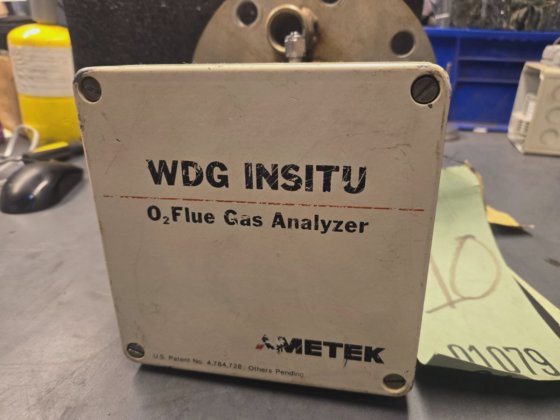 WDG INSITU
O₂Flue Gas Analyzer
AMETEK
U.S. Patent No. 4,784,728; Others Pending
10
01079